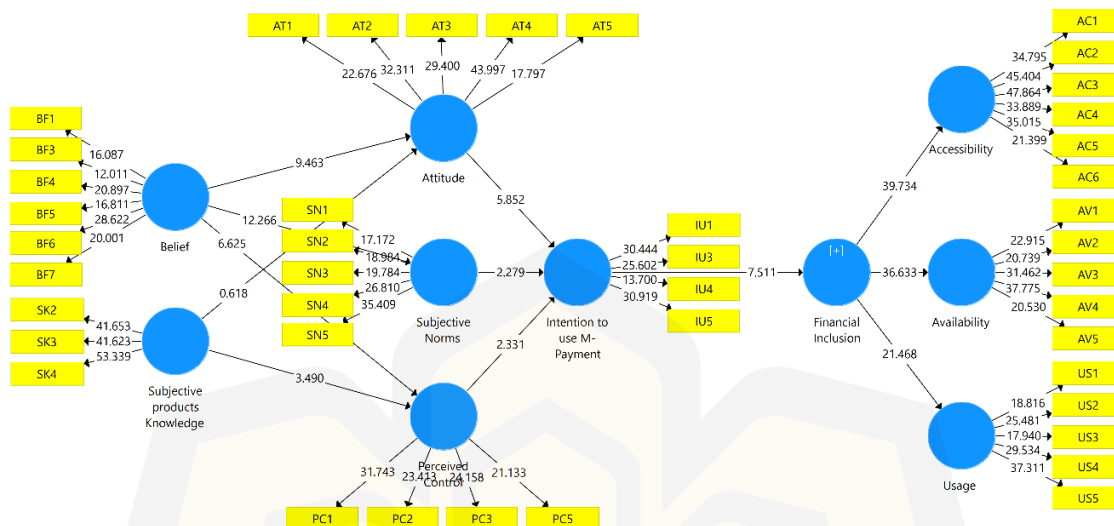 AT1
AT2
AT3
AT4
AT5
22.676
32.311
29.400
43.997
17.797
Attitude
BF1
BF3
BF4
BF5
BF6
BF7
16.087
12.011
20.897
16.811
28.622
20.001
Belief
9.463
12.266
6.625
SK2
SK3
SK4
41.653
41.623
53.339
Subjective
products
Knowledge
0.618
3.490
SN1
SN2
SN3
SN4
SN5
17.172
18.984
19.784
26.810
35.409
Subjective
Norms
5.852
2.279
2.331
Perceived
Control
31.743
23.413
24.158
21.133
PC1
PC2
PC3
PC5
Intention to
use M-
Payment
IU1
IU3
IU4
IU5
30.444
25.602
13.700
30.919
7.511
[+]
Financial
Inclusion
39.734
36.633
21.468
Accessibility
34.795
45.404
47.864
33.889
35.015
21.399
AC1
AC2
AC3
AC4
AC5
AC6
Availability
22.915
20.739
31.462
37.775
20.530
AV1
AV2
AV3
AV4
AV5
Usage
18.816
25.481
17.940
29.534
37.311
US1
US2
US3
US4
US5